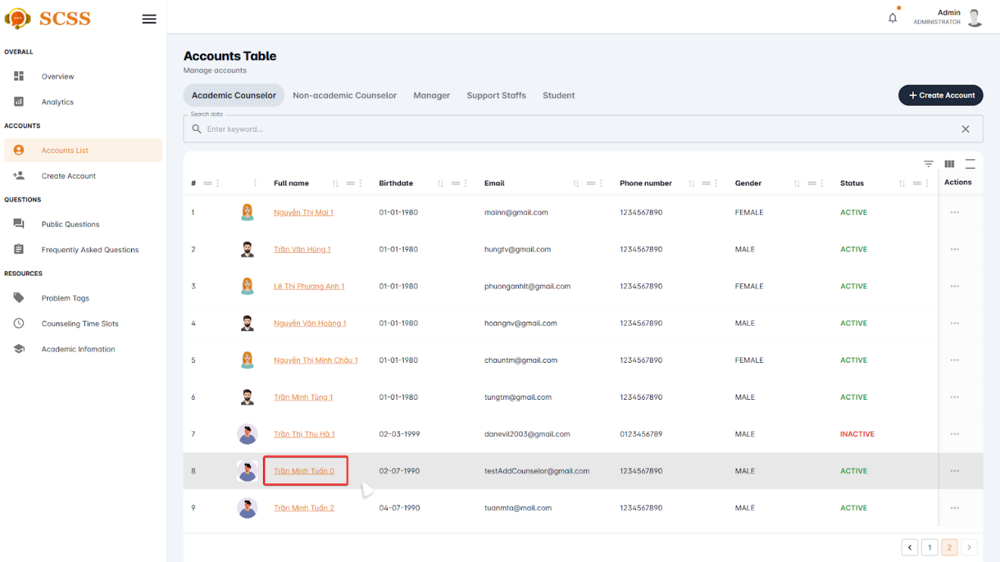 SCSS
Admin
ADMINISTRATOR
OVERALL
Overview
Analytics
ACCOUNTS
Accounts List
Create Account
QUESTIONS
Public Questions
Frequently Asked Questions
RESOURCES
Problem Tags
Counseling Time Slots
Academic Infomation
Accounts Table
Manage accounts
Academic Counselor Non-academic Counselor Manager Support Staffs Student
+ Create Account
Search data
Enter keyword...
# Full name Birthdate Email Phone number Gender Status Actions
1 Nguyễn Thị Mai 1 01-01-1980 mainn@gmail.com 1234567890 FEMALE ACTIVE
2 Trần Văn Hùng 1 01-01-1980 hungtv@gmail.com 1234567890 MALE ACTIVE
3 Lê Thị Phương Anh 1 01-01-1980 phuonganhlt@gmail.com 1234567890 FEMALE ACTIVE
4 Nguyễn Văn Hoàng 1 01-01-1980 hoangnv@gmail.com 1234567890 MALE ACTIVE
5 Nguyễn Thị Minh Châu 1 01-01-1980 chauntm@gmail.com 1234567890 FEMALE ACTIVE
6 Trần Minh Tùng 1 01-01-1980 tungtm@gmail.com 1234567890 MALE ACTIVE
7 Trần Thị Thu Hà 1 02-03-1999 danevil2003@gmail.com 0123456789 MALE INACTIVE
8 Trần Minh Tuấn 0 02-07-1990 testAddCounselor@gmail.com 1234567890 MALE ACTIVE
9 Trần Minh Tuấn 2 04-07-1990 tuanmta@mail.com 1234567890 MALE ACTIVE
1 2